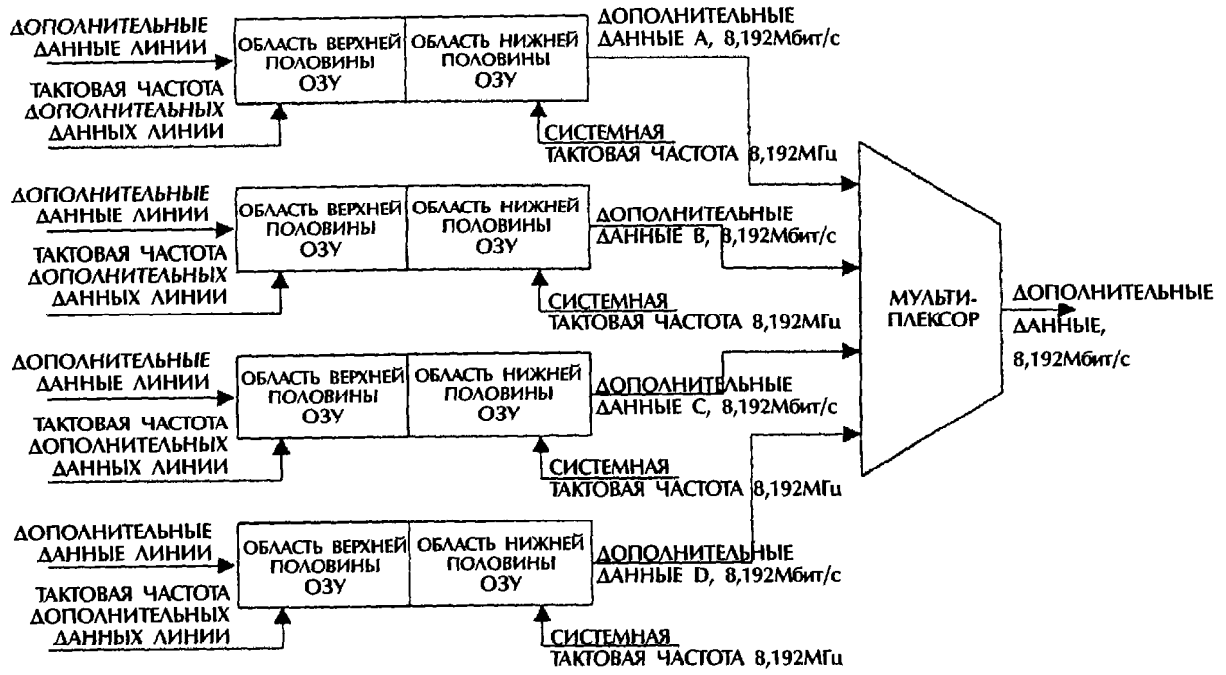 ДОПОЛНИТЕЛЬНЫЕ
ДАННЫЕ ЛИНИИ
ТАКТОВАЯ ЧАСТОТА
ДОПОЛНИТЕЛЬНЫХ
ДАННЫХ ЛИНИИ
ОБЛАСТЬ ВЕРХНЕЙ
ПОЛОВИНЫ
ОЗУ
ОБЛАСТЬ НИЖНЕЙ
ПОЛОВИНЫ
ОЗУ
ДОПОЛНИТЕЛЬНЫЕ
ДАННЫЕ A, 8,192Мбит/с
СИСТЕМНАЯ
ТАКТОВАЯ ЧАСТОТА 8,192МГц
ДОПОЛНИТЕЛЬНЫЕ
ДАННЫЕ ЛИНИИ
ТАКТОВАЯ ЧАСТОТА
ДОПОЛНИТЕЛЬНЫХ
ДАННЫХ ЛИНИИ
ОБЛАСТЬ ВЕРХНЕЙ
ПОЛОВИНЫ
ОЗУ
ОБЛАСТЬ НИЖНЕЙ
ПОЛОВИНЫ
ОЗУ
ДОПОЛНИТЕЛЬНЫЕ
ДАННЫЕ B, 8,192Мбит/с
СИСТЕМНАЯ
ТАКТОВАЯ ЧАСТОТА 8,192МГц
ДОПОЛНИТЕЛЬНЫЕ
ДАННЫЕ ЛИНИИ
ТАКТОВАЯ ЧАСТОТА
ДОПОЛНИТЕЛЬНЫХ
ДАННЫХ ЛИНИИ
ОБЛАСТЬ ВЕРХНЕЙ
ПОЛОВИНЫ
ОЗУ
ОБЛАСТЬ НИЖНЕЙ
ПОЛОВИНЫ
ОЗУ
ДОПОЛНИТЕЛЬНЫЕ
ДАННЫЕ C, 8,192Мбит/с
СИСТЕМНАЯ
ТАКТОВАЯ ЧАСТОТА 8,192МГц
ДОПОЛНИТЕЛЬНЫЕ
ДАННЫЕ ЛИНИИ
ТАКТОВАЯ ЧАСТОТА
ДОПОЛНИТЕЛЬНЫХ
ДАННЫХ ЛИНИИ
ОБЛАСТЬ ВЕРХНЕЙ
ПОЛОВИНЫ
ОЗУ
ОБЛАСТЬ НИЖНЕЙ
ПОЛОВИНЫ
ОЗУ
ДОПОЛНИТЕЛЬНЫЕ
ДАННЫЕ D, 8,192Мбит/с
СИСТЕМНАЯ
ТАКТОВАЯ ЧАСТОТА 8,192МГц
МУЛЬТИ-
ПЛЕКСОР
ДОПОЛНИТЕЛЬНЫЕ
ДАННЫЕ,
8,192Мбит/с